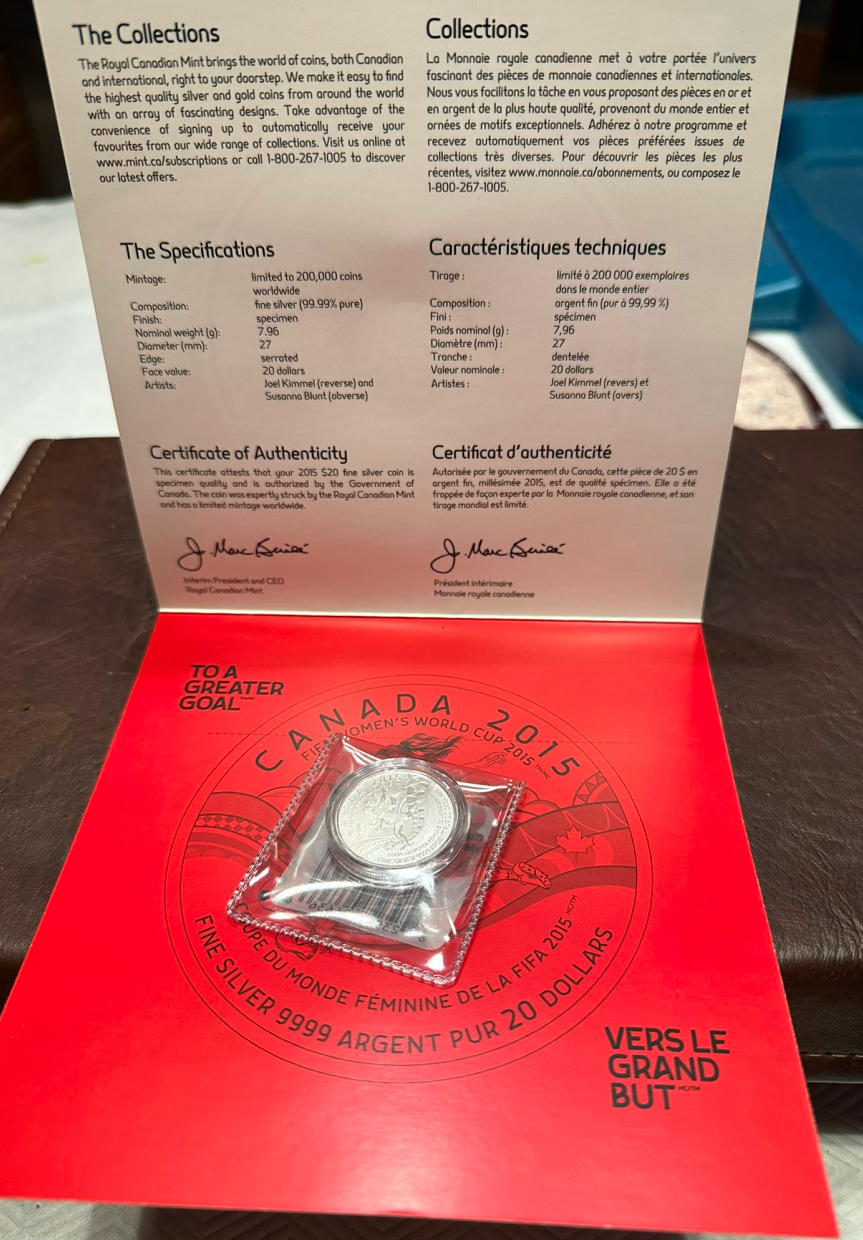 The Collections
The Royal Canadian Mint brings the world of coins, both Canadian
and international, right to your doorstep. We make it easy to find
the highest quality silver and gold coins from around the world
with an array of fascinating designs. Take advantage of the
convenience of signing up to automatically receive your
favourites from our wide range of collections. Visit us online at
www.mint.ca/subscriptions or call 1-800-267-1005 to discover
our latest offers.
Collections
La Monnaie royale canadienne met à votre portée l'univers
fascinant des pièces de monnaie canadiennes et internationales.
Nous vous facilitons la tâche en vous proposant des pièces en or et
en argent de la plus haute qualité, provenant du monde entier et
ornées de motifs exceptionnels. Adhérez à notre programme et
recevez automatiquement vos pièces préférées issues de
collections très diverses. Pour découvrir les pièces les plus
récentes, visitez www.monnaie.ca/abonnements, ou composez le
1-800-267-1005.
The Specifications
Mintage: limited to 200,000 coins
worldwide
Composition: fine silver (99.99% pure)
Finish: specimen
Nominal weight (g): 7.96
Diameter (mm): 27
Edge: serrated
Face value: 20 dollars
Artists: Joel Kimmel (reverse) and
Susanna Blunt (obverse)
Caractéristiques techniques
Tirage : limité à 200 000 exemplaires
dans le monde entier
Composition : argent fin (pur à 99,99 %)
Fini : spécimen
Poids nominal (g) : 7,96
Diamètre (mm) : 27
Tranche : dentelée
Valeur nominale : 20 dollars
Artistes : Joel Kimmel (revers) et
Susanna Blunt (avers)
Certificate of Authenticity
This certificate attests that your 2015 $20 fine silver coin is
specimen quality and is authorized by the Government of
Canada. The coin was expertly struck by the Royal Canadian Mint
and has a limited mintage worldwide.
Interim President and CEO
Royal Canadian Mint
Certificat d'authenticité
Autorisée par le gouvernement du Canada, cette pièce de 20 $ en
argent fin, millésimée 2015, est de qualité spécimen. Elle a été
frappée de façon experte par la Monnaie royale canadienne, et son
tirage mondial est limité.
Président intérimaire
Monnaie royale canadienne
TO A
GREATER
GOAL
CANADA 2015
FIFA WOMEN'S WORLD CUP 2015
2015
COUPE DU MONDE FÉMININE DE LA FIFA 2015
FINE SILVER 9999 ARGENT PUR 20 DOLLARS
VERS LE
GRAND
BUT